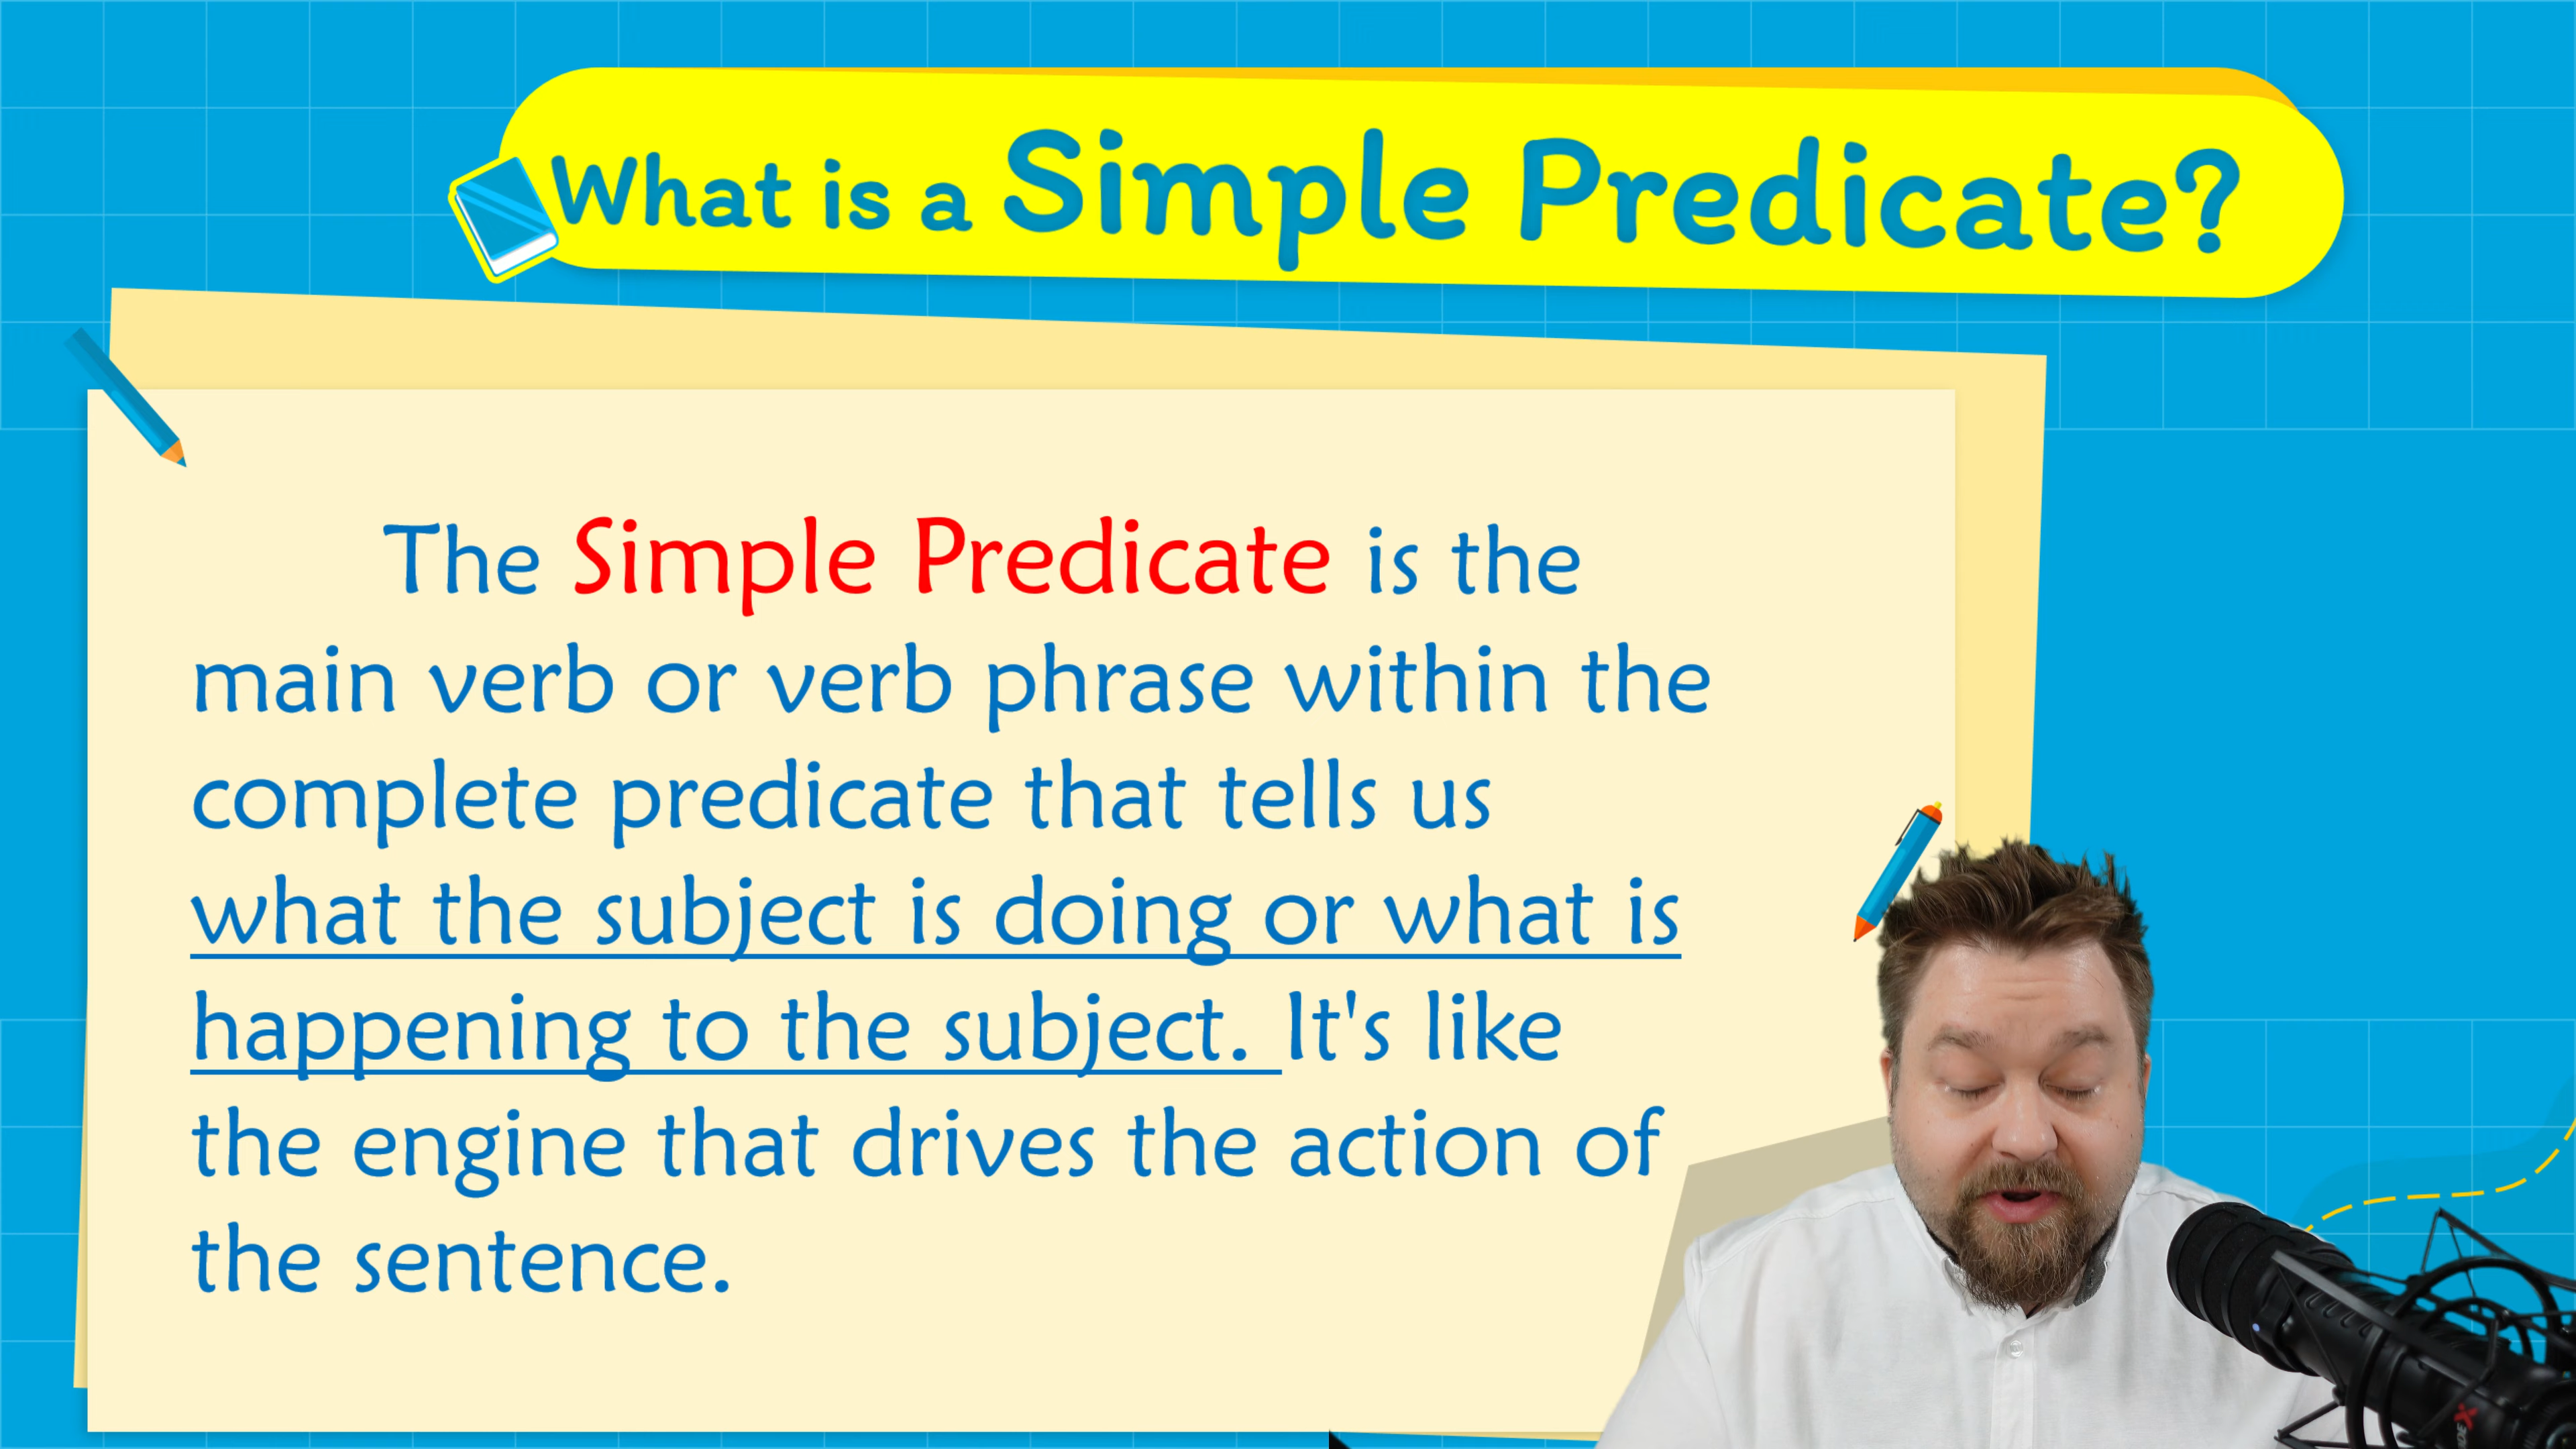 What is a Simple Predicate?
The Simple Predicate is the
main verb or verb phrase within the
complete predicate that tells us
what the subject is doing or what is
happening to the subject. It's like
the engine that drives the action of
the sentence.